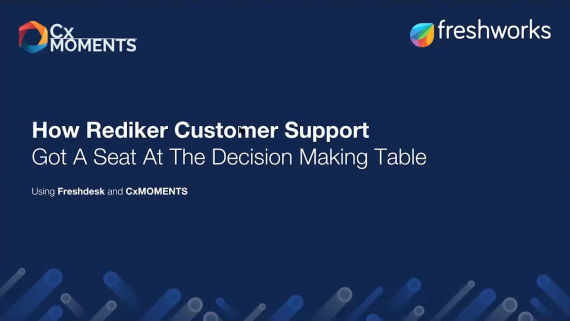 Cx
MOMENTS
freshworks
How Rediker Customer Support
Got A Seat At The Decision Making Table
Using Freshdesk and CxMOMENTS